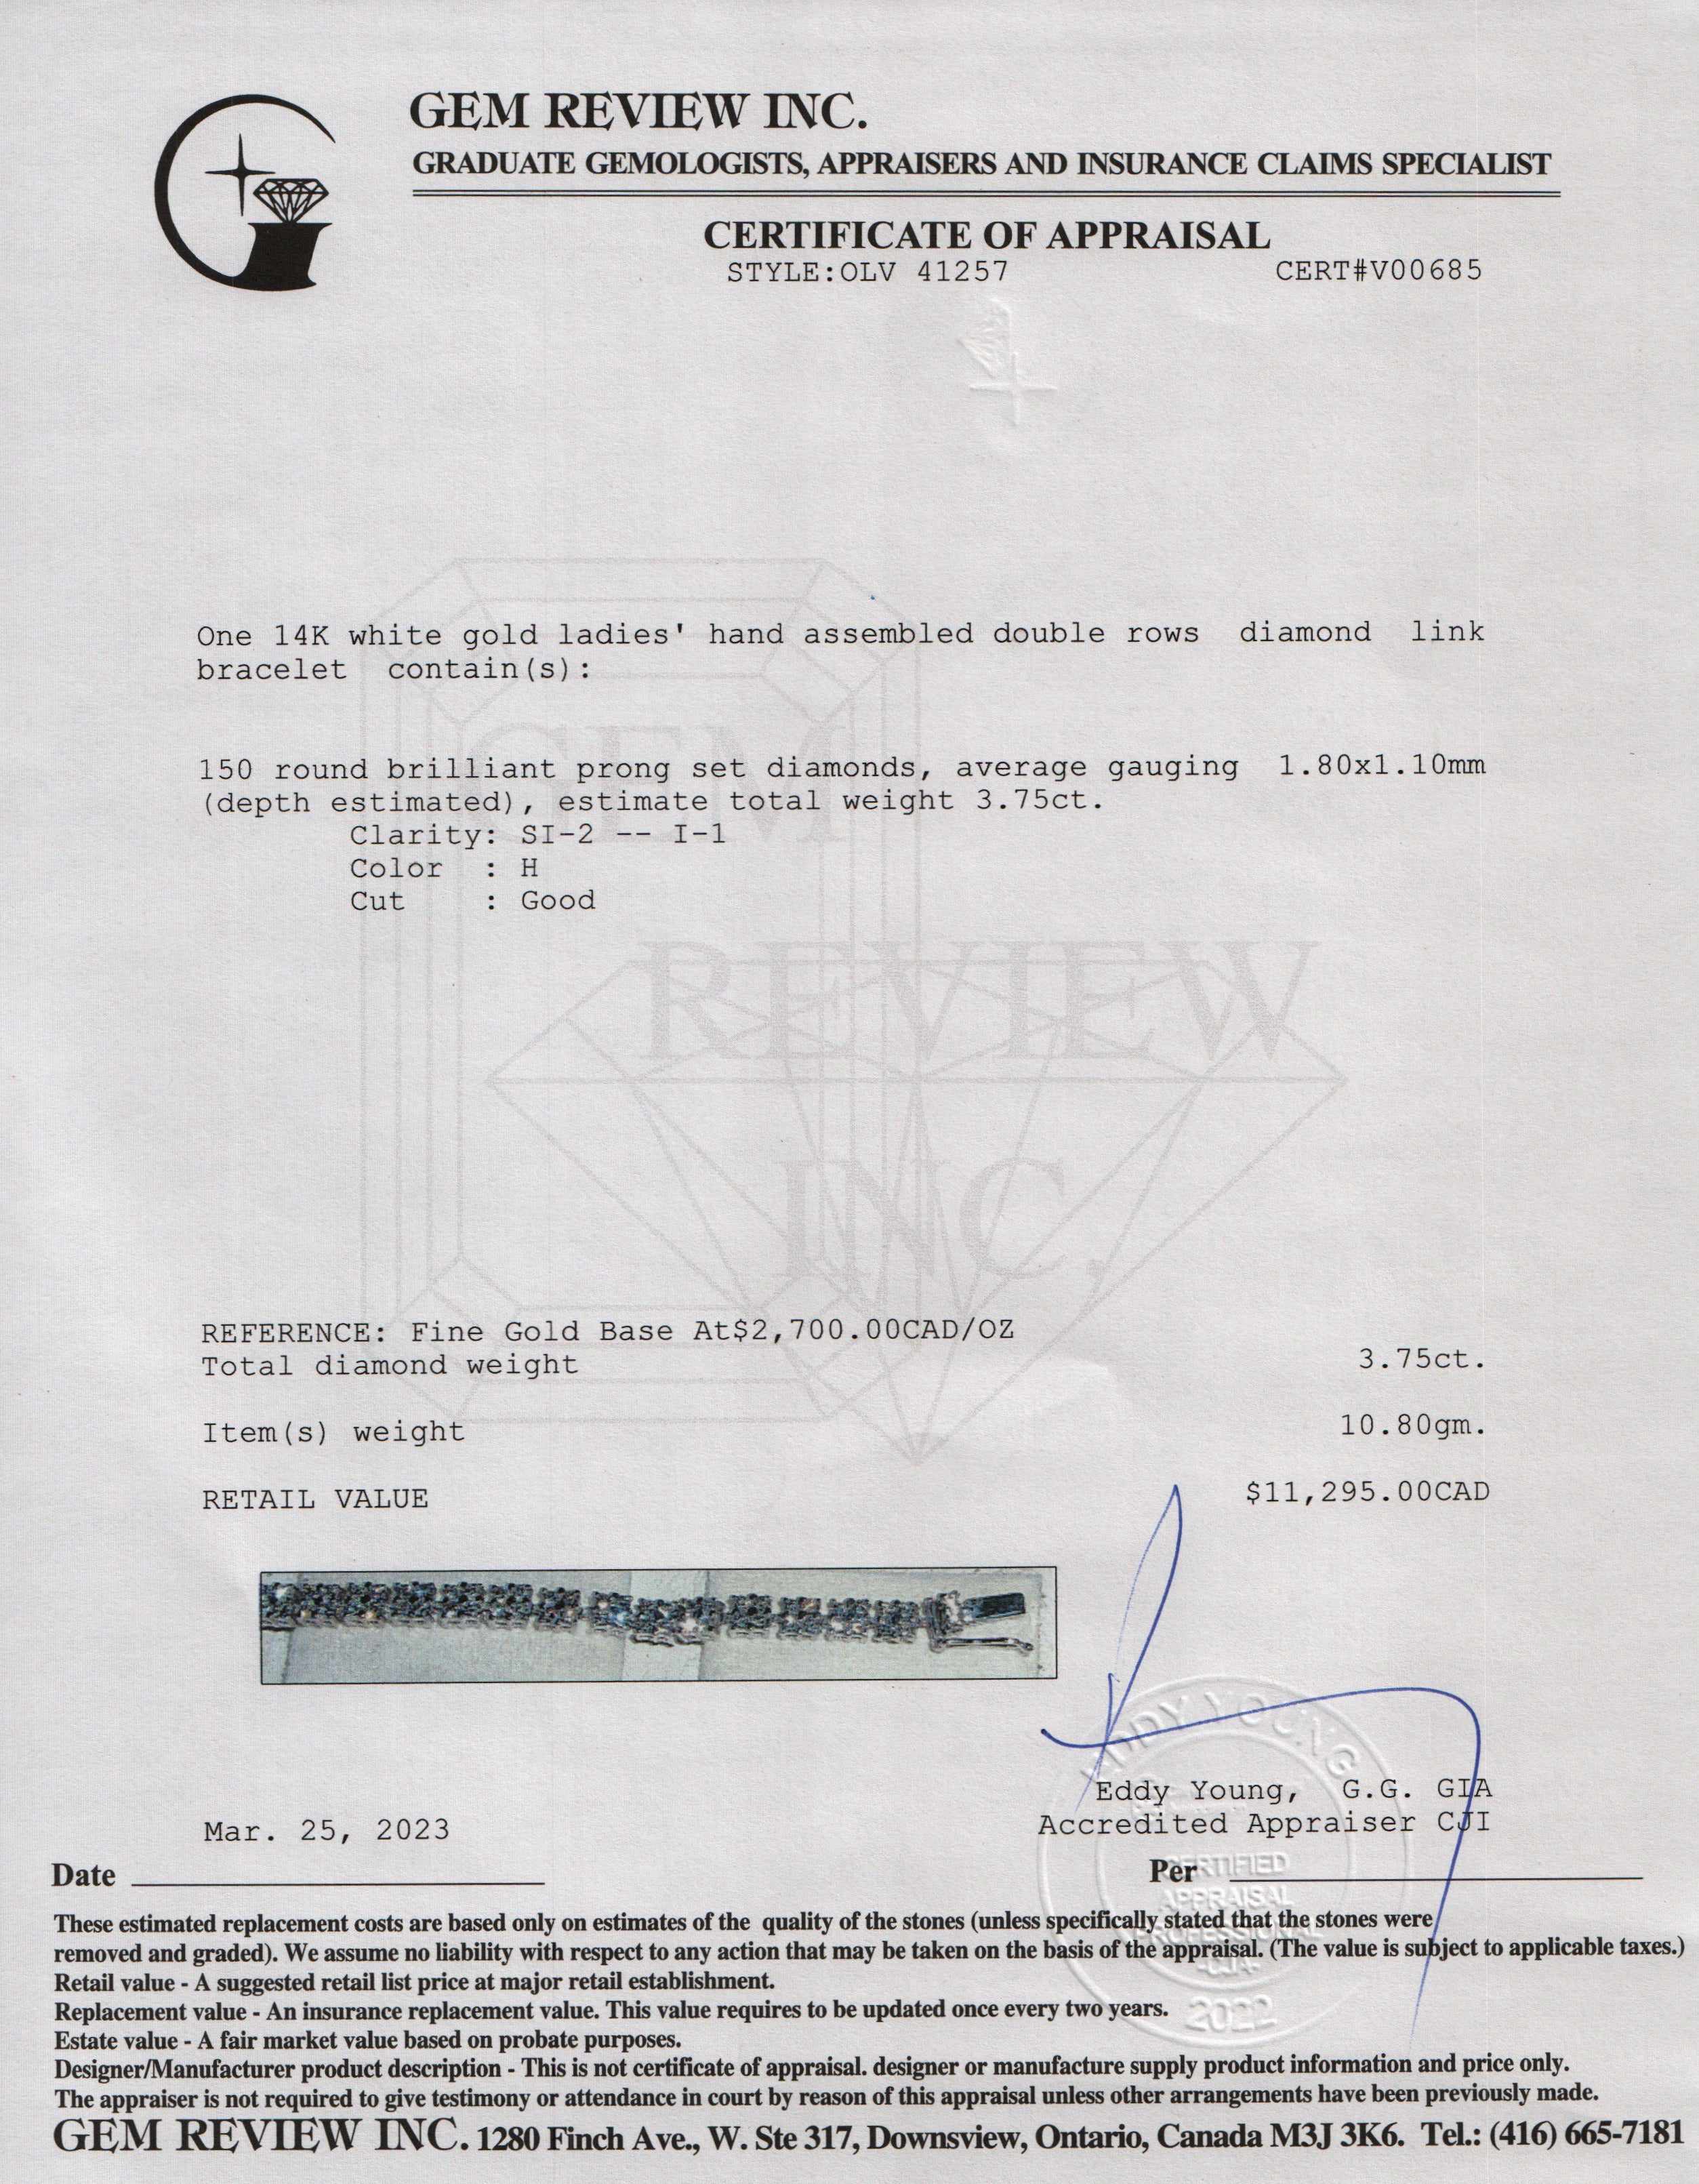 GEM REVIEW INC.
GRADUATE GEMOLOGISTS, APPRAISERS AND INSURANCE CLAIMS SPECIALIST
CERTIFICATE OF APPRAISAL
STYLE:OLV 41257 CERT#V00685
One 14K white gold ladies' hand assembled double rows diamond link
bracelet contain(s):
150 round brilliant prong set diamonds, average gauging 1.80x1.10mm
(depth estimated), estimate total weight 3.75ct.
Clarity: SI-2 -- I-1
Color : H
Cut : Good
GEM
REVIEW
INC.
REFERENCE: Fine Gold Base At$2,700.00CAD/OZ
Total diamond weight 3.75ct.
Item(s) weight 10.80gm.
RETAIL VALUE $11,295.00CAD
EDDY YOUNG
Eddy Young, G.G. GIA
Accredited Appraiser CJI
Mar. 25, 2023
Date
Per
CERTIFIED
APPRAISAL
PROFESSIONAL
-CJA-
2022
These estimated replacement costs are based only on estimates of the quality of the stones (unless specifically stated that the stones were
removed and graded). We assume no liability with respect to any action that may be taken on the basis of the appraisal. (The value is subject to applicable taxes.)
Retail value - A suggested retail list price at major retail establishment.
Replacement value - An insurance replacement value. This value requires to be updated once every two years.
Estate value - A fair market value based on probate purposes.
Designer/Manufacturer product description - This is not certificate of appraisal. designer or manufacture supply product information and price only.
The appraiser is not required to give testimony or attendance in court by reason of this appraisal unless other arrangements have been previously made.
GEM REVIEW INC. 1280 Finch Ave., W. Ste 317, Downsview, Ontario, Canada M3J 3K6. Tel.: (416) 665-7181